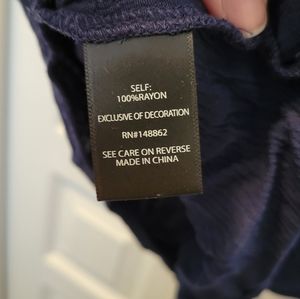 SELF:
100%RAYON
EXCLUSIVE OF DECORATION
RN#148862
SEE CARE ON REVERSE
MADE IN CHINA